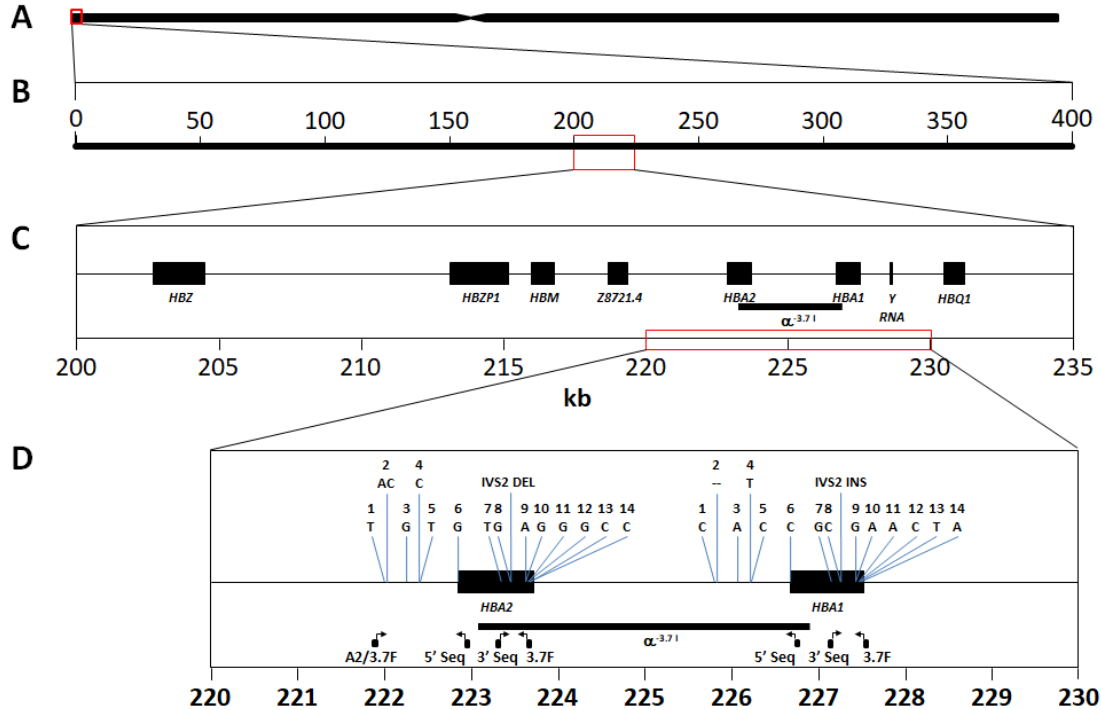 A
B
0 50 100 150 200 250 300 350 400
C
HBZ HBZP1 HBM Z8721.4 HBA2 HBA1 Y RNA HBQ1
α-3.7 I
200 205 210 215 220 225 230 235
kb
D
2 4 2 4
AC C IVS2 DEL -- T IVS2 INS
1 3 5 6 7 8 9 10 11 12 13 14 1 3 5 6 7 8 9 10 11 12 13 14
T G T G T G A G G G C C C A C C G C G A A C T A
HBA2 HBA1
α-3.7 I
A2/3.7F 5' Seq 3' Seq 3.7F 5' Seq 3' Seq 3.7F
220 221 222 223 224 225 226 227 228 229 230